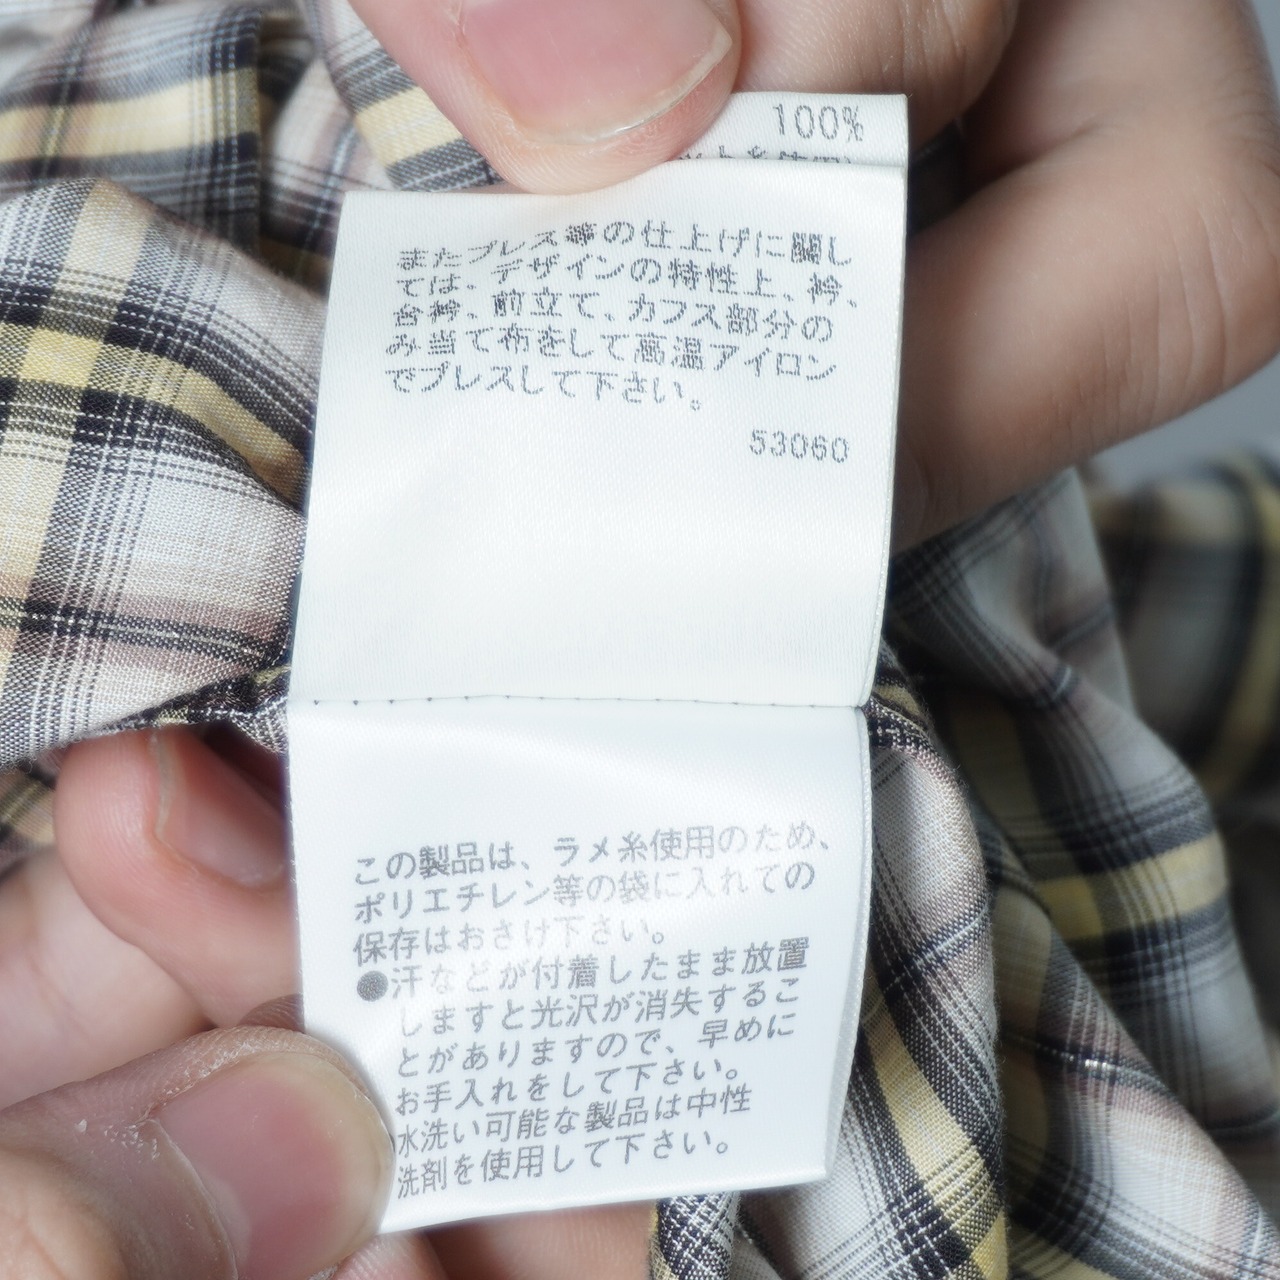 100%
またプレス等の仕上げに関し
ては、デザインの特性上、衿、
台衿、前立て、カフス部分の
み当て布をして高温アイロン
でプレスして下さい。
53060
この製品は、ラメ糸使用のため、
ポリエチレン等の袋に入れての
保存はおさけ下さい。
●汗などが付着したまま放置
しますと光沢が消失するこ
とがありますので、早めに
お手入れをして下さい。
水洗い可能な製品は中性
洗剤を使用して下さい。